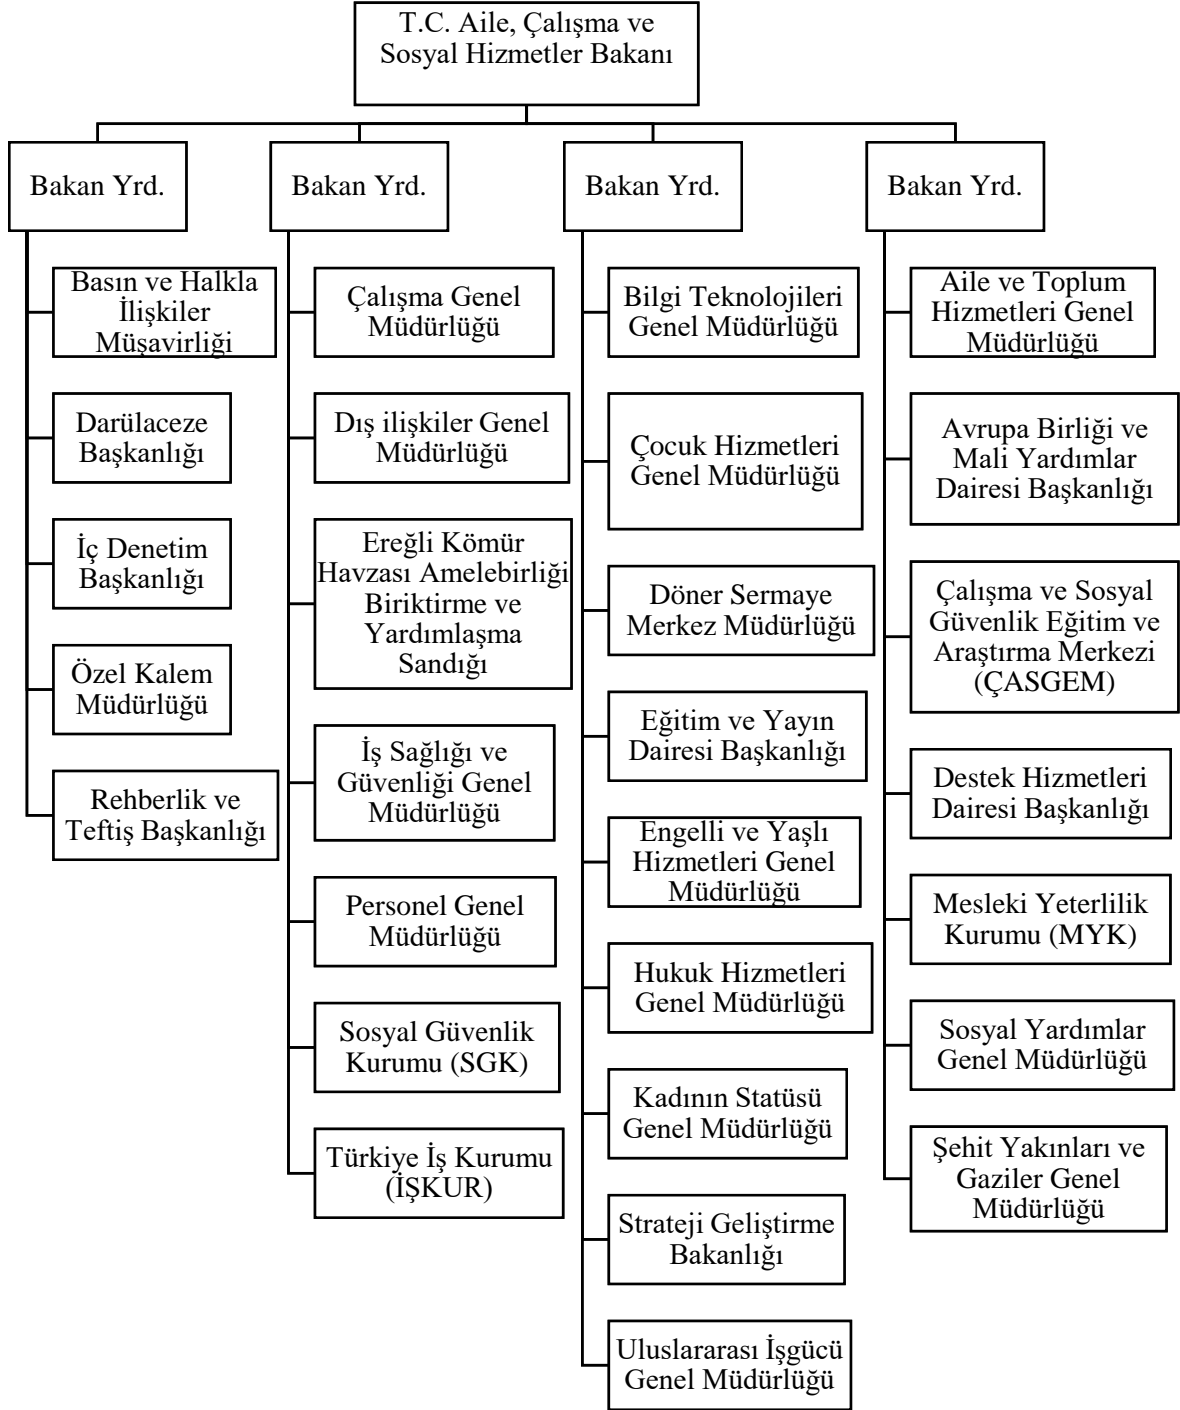 T.C. Aile, Çalışma ve
Sosyal Hizmetler Bakanı
Bakan Yrd.
Basın ve Halkla
İlişkiler
Müşavirliği
Darülaceze
Başkanlığı
İç Denetim
Başkanlığı
Özel Kalem
Müdürlüğü
Rehberlik ve
Teftiş Başkanlığı
Bakan Yrd.
Çalışma Genel
Müdürlüğü
Dış ilişkiler Genel
Müdürlüğü
Ereğli Kömür
Havzası Amelebirliği
Biriktirme ve
Yardımlaşma
Sandığı
İş Sağlığı ve
Güvenliği Genel
Müdürlüğü
Personel Genel
Müdürlüğü
Sosyal Güvenlik
Kurumu (SGK)
Türkiye İş Kurumu
(İŞKUR)
Bakan Yrd.
Bilgi Teknolojileri
Genel Müdürlüğü
Çocuk Hizmetleri
Genel Müdürlüğü
Döner Sermaye
Merkez Müdürlüğü
Eğitim ve Yayın
Dairesi Başkanlığı
Engelli ve Yaşlı
Hizmetleri Genel
Müdürlüğü
Hukuk Hizmetleri
Genel Müdürlüğü
Kadının Statüsü
Genel Müdürlüğü
Strateji Geliştirme
Bakanlığı
Uluslararası İşgücü
Genel Müdürlüğü
Bakan Yrd.
Aile ve Toplum
Hizmetleri Genel
Müdürlüğü
Avrupa Birliği ve
Mali Yardımlar
Dairesi Başkanlığı
Çalışma ve Sosyal
Güvenlik Eğitim ve
Araştırma Merkezi
(ÇASGEM)
Destek Hizmetleri
Dairesi Başkanlığı
Mesleki Yeterlilik
Kurumu (MYK)
Sosyal Yardımlar
Genel Müdürlüğü
Şehit Yakınları ve
Gaziler Genel
Müdürlüğü